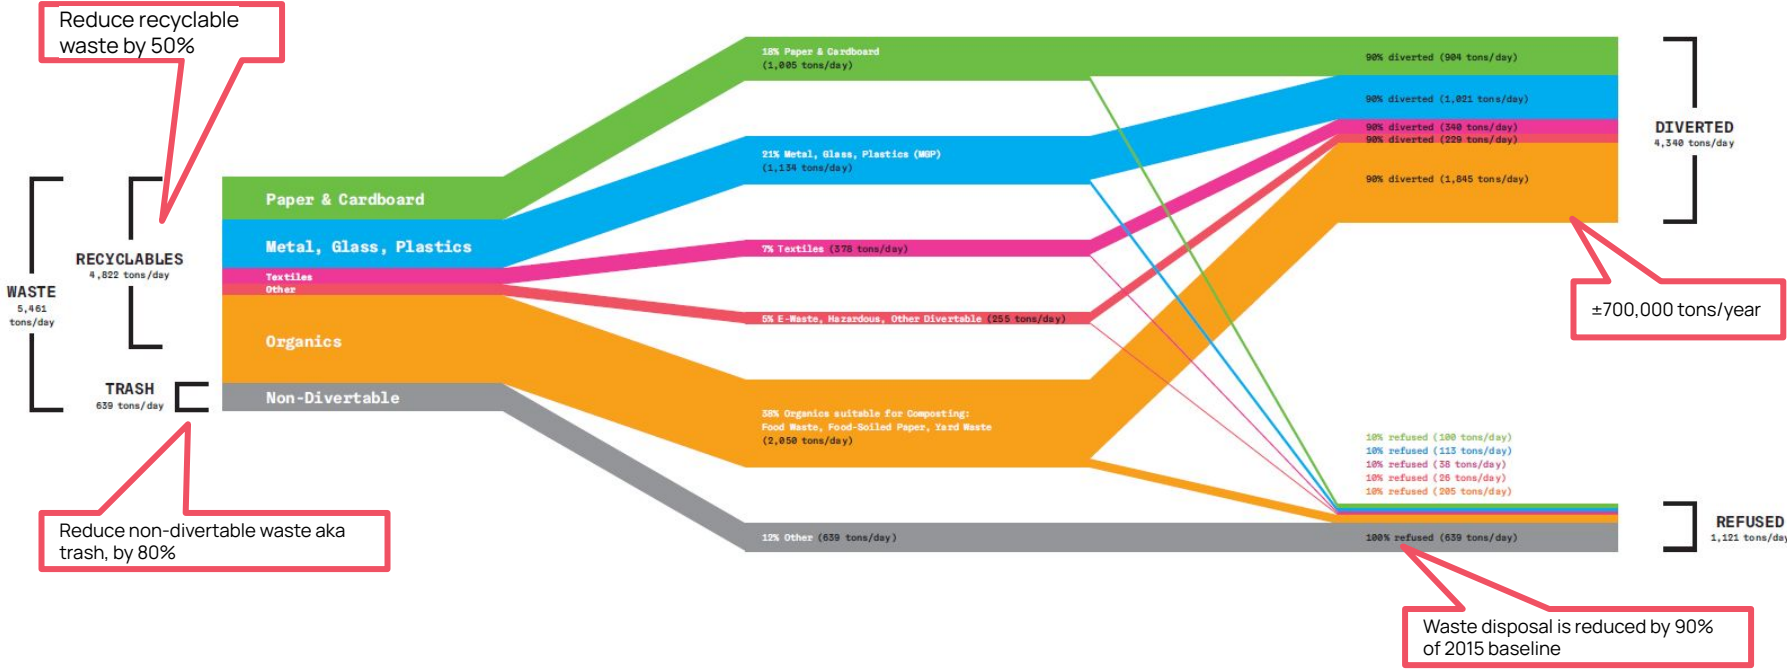 Reduce recyclable
waste by 50%
WASTE
5,461
tons/day
RECYCLABLES
4,822 tons/day
TRASH
639 tons/day
Reduce non-divertable waste aka
trash, by 80%
Paper & Cardboard
Metal, Glass, Plastics
Textiles
Other
Organics
Non-Divertable
18% Paper & Cardboard
(1,005 tons/day)
21% Metal, Glass, Plastics (MGP)
(1,134 tons/day)
7% Textiles (378 tons/day)
5% E-Waste, Hazardous, Other Divertable (255 tons/day)
38% Organics suitable for Composting:
Food Waste, Food-Soiled Paper, Yard Waste
(2,050 tons/day)
12% Other (639 tons/day)
90% diverted (904 tons/day)
90% diverted (1,021 tons/day)
90% diverted (340 tons/day)
90% diverted (229 tons/day)
90% diverted (1,845 tons/day)
10% refused (100 tons/day)
10% refused (113 tons/day)
10% refused (38 tons/day)
10% refused (26 tons/day)
10% refused (205 tons/day)
100% refused (639 tons/day)
DIVERTED
4,340 tons/day
±700,000 tons/year
REFUSED
1,121 tons/day
Waste disposal is reduced by 90%
of 2015 baseline